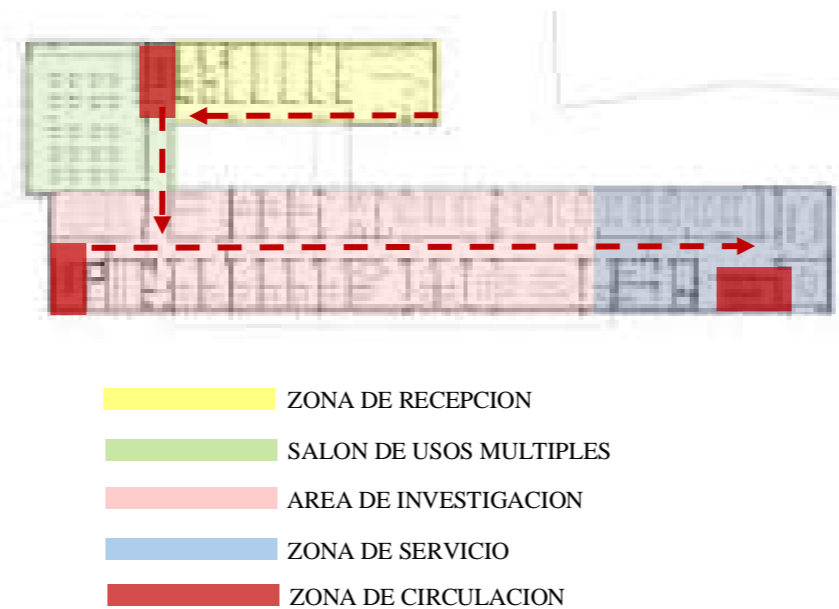 ZONA DE RECEPCION
SALON DE USOS MULTIPLES
AREA DE INVESTIGACION
ZONA DE SERVICIO
ZONA DE CIRCULACION